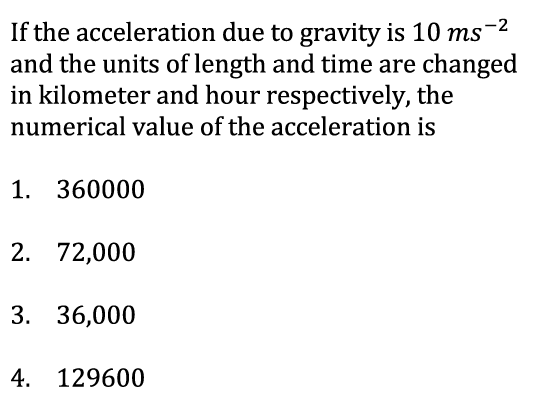 If the acceleration due to gravity is 10 ms⁻²
and the units of length and time are changed
in kilometer and hour respectively, the
numerical value of the acceleration is
1. 360000
2. 72,000
3. 36,000
4. 129600